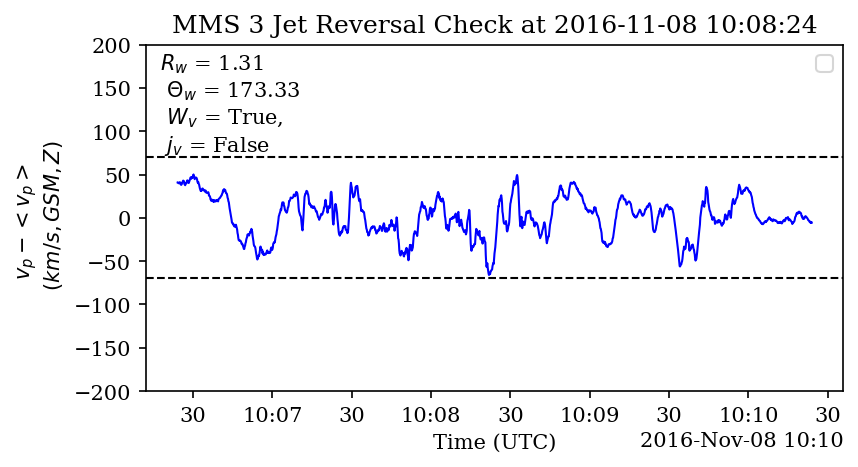 MMS 3 Jet Reversal Check at 2016-11-08 10:08:24
R_w = 1.31
Θ_w = 173.33
W_v = True,
j_v = False
v_p − < v_p >
(km/s, GSM, Z)
200
150
100
50
0
−50
−100
−150
−200
30 10:07 30 10:08 30 10:09 30 10:10 30
Time (UTC)
2016-Nov-08 10:10